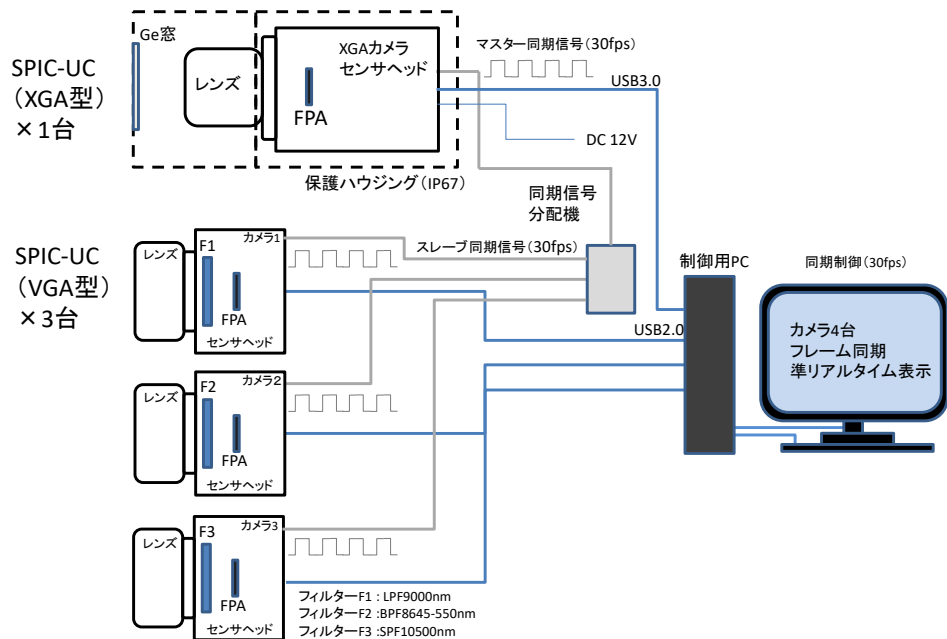 Ge窓
SPIC-UC
（XGA型）
×1台
レンズ
XGAカメラ
センサヘッド
FPA
マスター同期信号（30fps）
USB3.0
DC 12V
保護ハウジング（IP67）
同期信号
分配機
SPIC-UC
（VGA型）
×3台
レンズ
F1
カメラ1
FPA
センサヘッド
スレーブ同期信号（30fps）
制御用PC
同期制御（30fps）
USB2.0
カメラ4台
フレーム同期
準リアルタイム表示
レンズ
F2
カメラ2
FPA
センサヘッド
レンズ
F3
カメラ3
FPA
センサヘッド
フィルターF1 : LPF9000nm
フィルターF2 : BPF8645-550nm
フィルターF3 : SPF10500nm